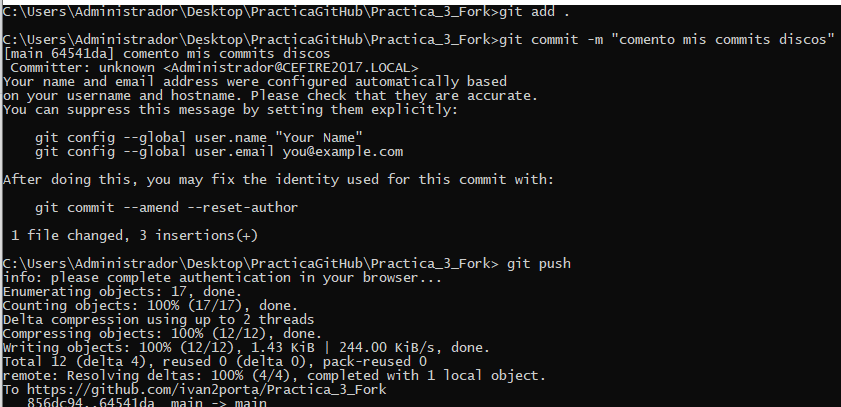 C:\Users\Administrador\Desktop\PracticaGitHub\Practica_3_Fork>git add .
C:\Users\Administrador\Desktop\PracticaGitHub\Practica_3_Fork>git commit -m "comento mis commits discos"
[main 64541da] comento mis commits discos
Committer: unknown <Administrador@CEFIRE2017.LOCAL>
Your name and email address were configured automatically based
on your username and hostname. Please check that they are accurate.
You can suppress this message by setting them explicitly:
git config --global user.name "Your Name"
git config --global user.email you@example.com
After doing this, you may fix the identity used for this commit with:
git commit --amend --reset-author
1 file changed, 3 insertions(+)
C:\Users\Administrador\Desktop\PracticaGitHub\Practica_3_Fork> git push
info: please complete authentication in your browser...
Enumerating objects: 17, done.
Counting objects: 100% (17/17), done.
Delta compression using up to 2 threads
Compressing objects: 100% (12/12), done.
Writing objects: 100% (12/12), 1.43 KiB | 244.00 KiB/s, done.
Total 12 (delta 4), reused 0 (delta 0), pack-reused 0
remote: Resolving deltas: 100% (4/4), completed with 1 local object.
To https://github.com/ivan2porta/Practica_3_Fork
856dc94..64541da main -> main